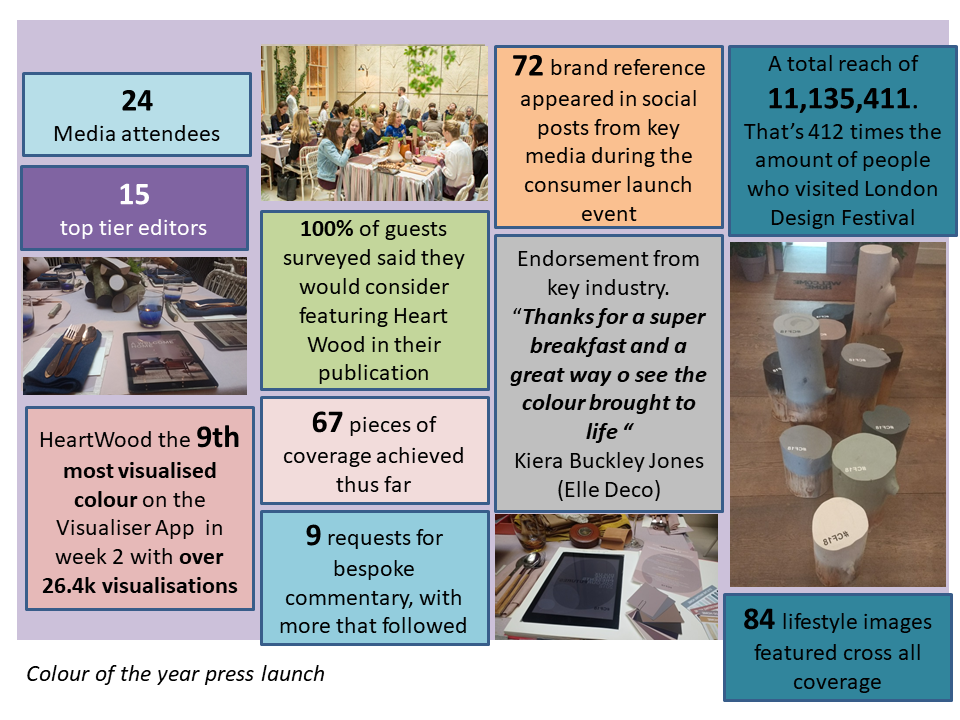 24
Media attendees
15
top tier editors
HeartWood the 9th
most visualised
colour on the
Visualiser App in
week 2 with over
26.4k visualisations
100% of guests
surveyed said they
would consider
featuring Heart
Wood in their
publication
67 pieces of
coverage achieved
thus far
9 requests for
bespoke
commentary, with
more that followed
72 brand reference
appeared in social
posts from key
media during the
consumer launch
event
Endorsement from
key industry.
“Thanks for a super
breakfast and a
great way o see the
colour brought to
life “
Kiera Buckley Jones
(Elle Deco)
A total reach of
11,135,411.
That’s 412 times the
amount of people
who visited London
Design Festival
#CF18
#CF18
#CF18
#CF18
#CF18
84 lifestyle images
featured cross all
coverage
Colour of the year press launch